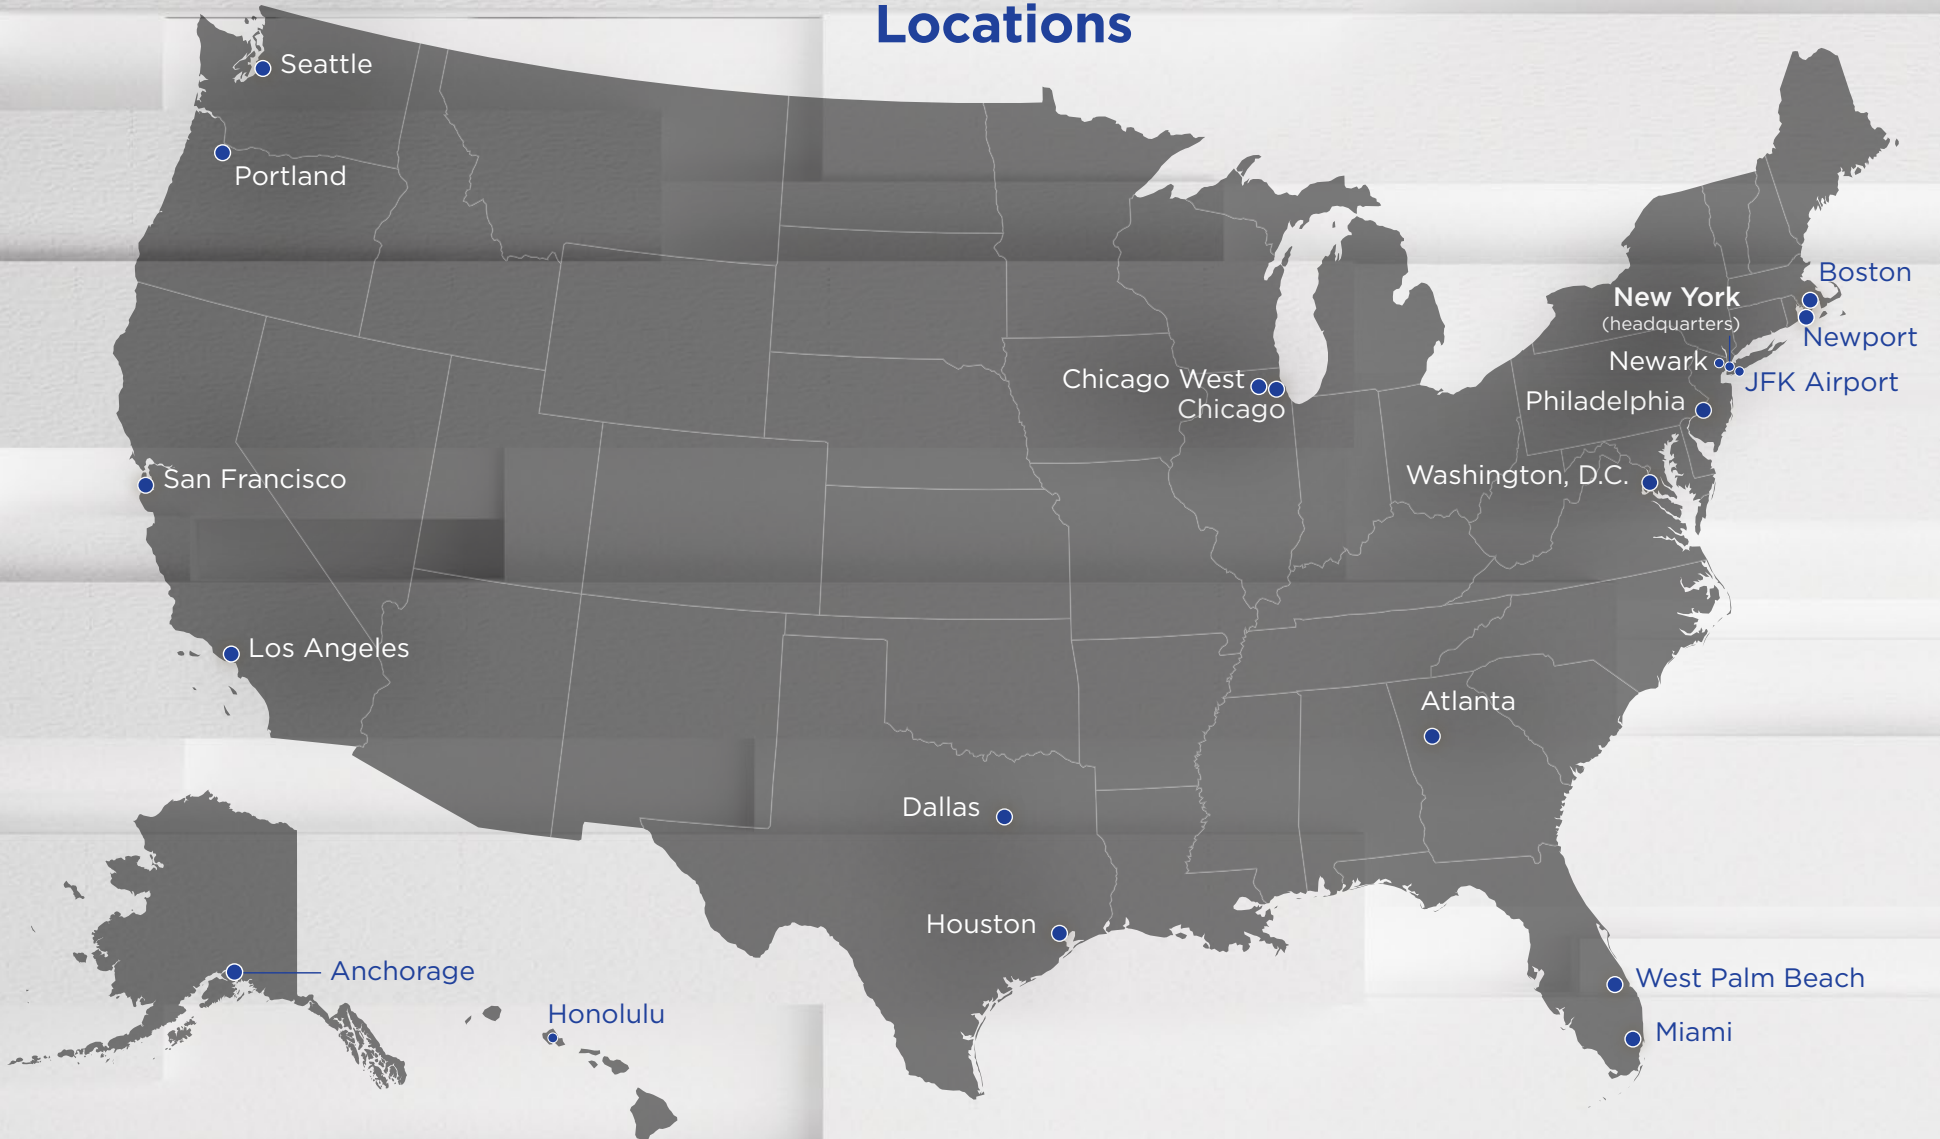 Locations
Seattle
Portland
Boston
New York
(headquarters)
Newport
Newark
JFK Airport
Chicago West
Chicago
Philadelphia
San Francisco
Washington, D.C.
Los Angeles
Atlanta
Dallas
Houston
Anchorage
West Palm Beach
Honolulu
Miami